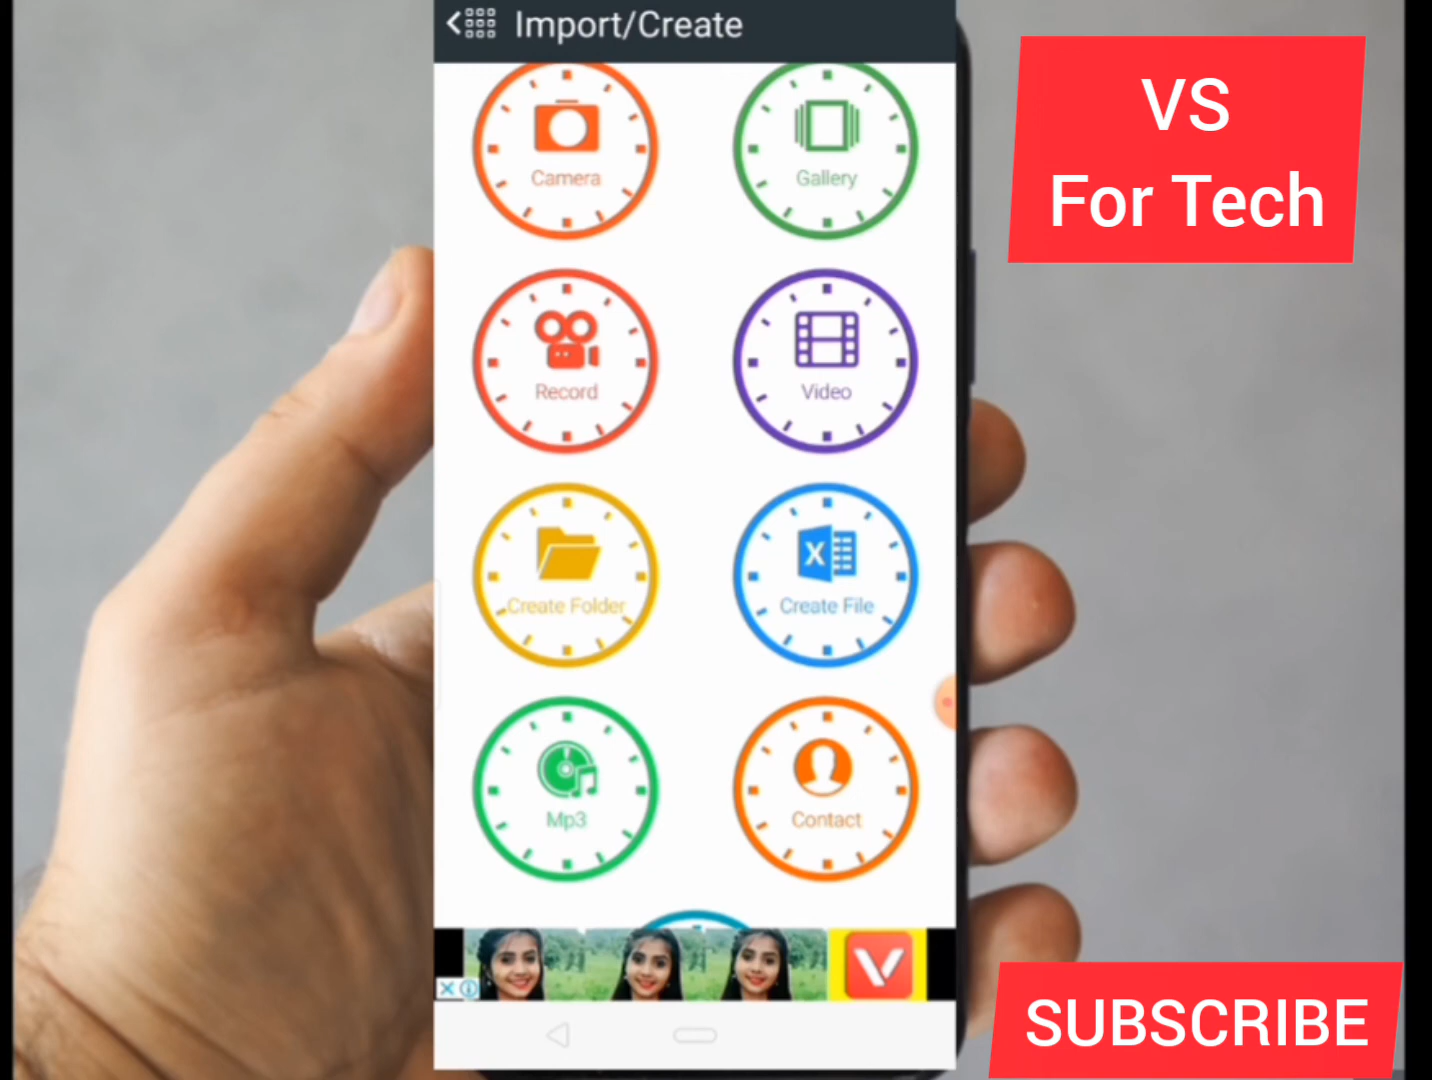 Import/Create
VS
For Tech
Camera
Gallery
Record
Video
Create Folder
Create File
Mp3
Contact
SUBSCRIBE